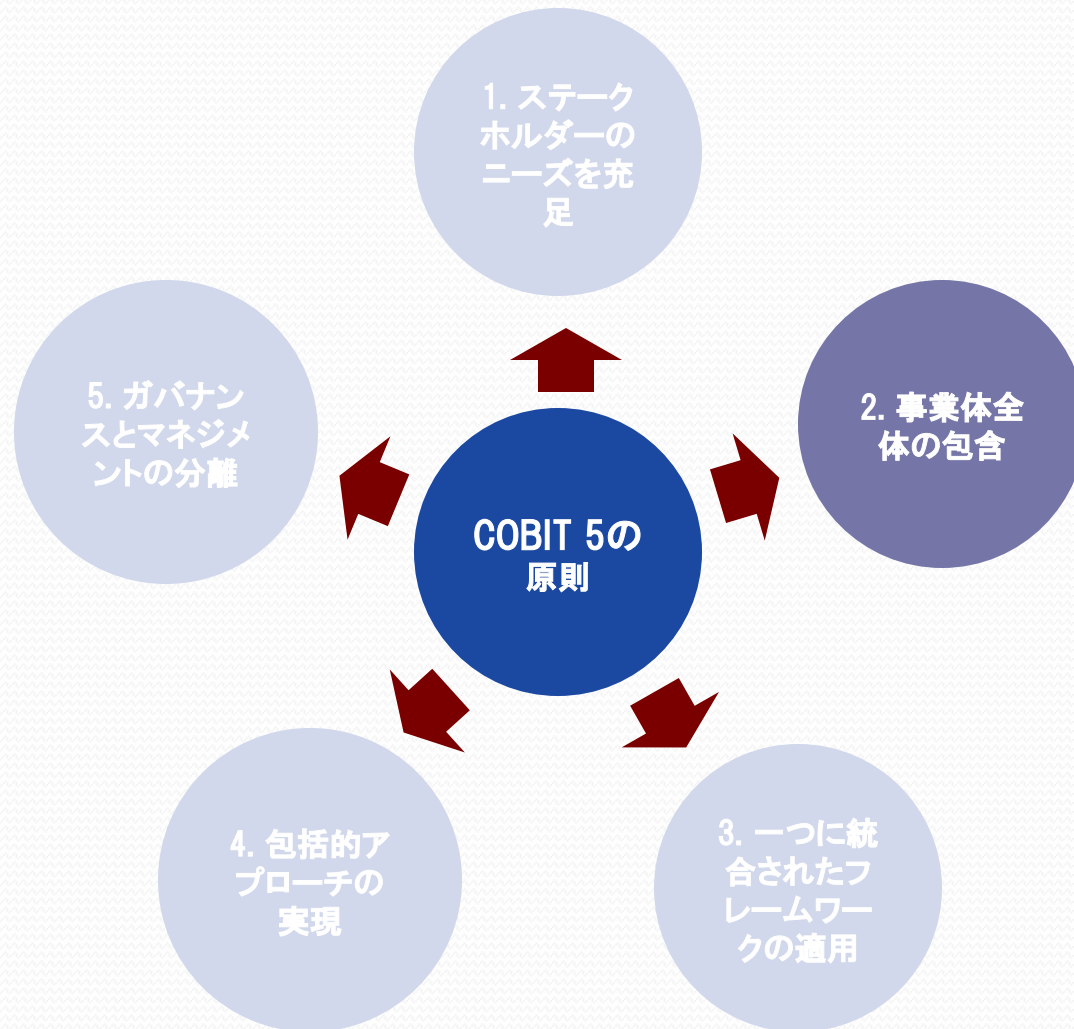 1. ステーク
ホルダーの
ニーズを充
足
2. 事業体全
体の包含
5. ガバナン
スとマネジメ
ントの分離
COBIT 5の
原則
4. 包括的ア
プローチの
実現
3. 一つに統
合されたフ
レームワー
クの適用